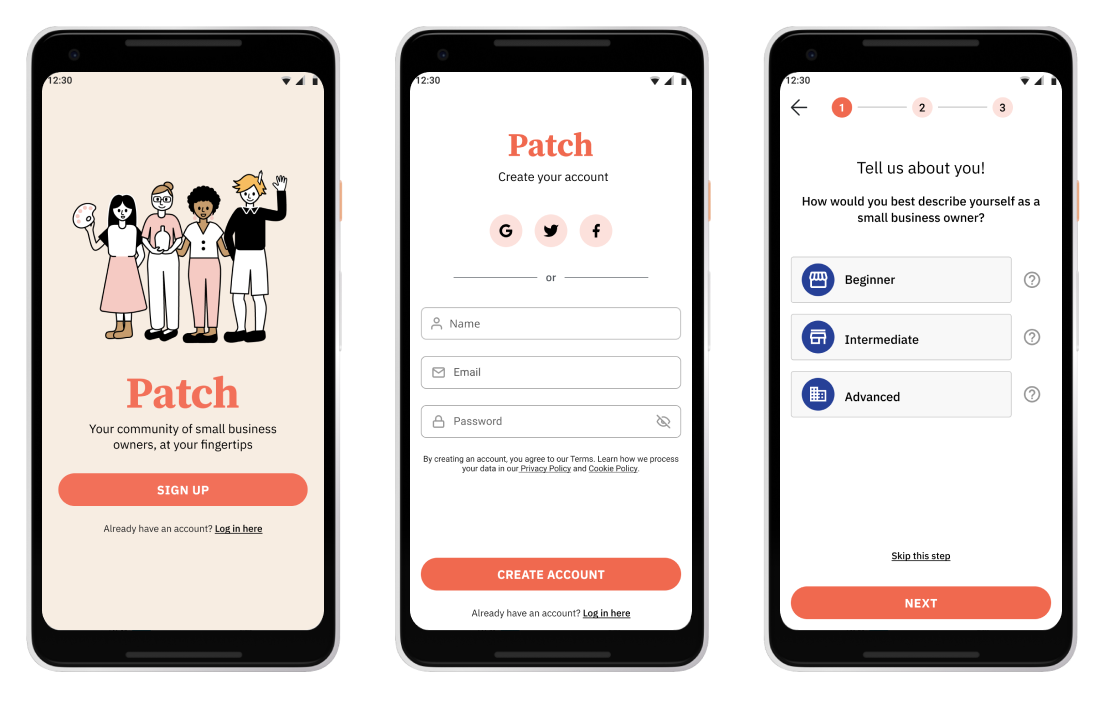 12:30
Patch
Your community of small business
owners, at your fingertips
SIGN UP
Already have an account? Log in here
12:30
Patch
Create your account
G
f
or
Name
Email
Password
By creating an account, you agree to our Terms. Learn how we process
your data in our Privacy Policy and Cookie Policy.
CREATE ACCOUNT
Already have an account? Log in here
12:30
1 2 3
Tell us about you!
How would you best describe yourself as a
small business owner?
Beginner ?
Intermediate ?
Advanced ?
Skip this step
NEXT